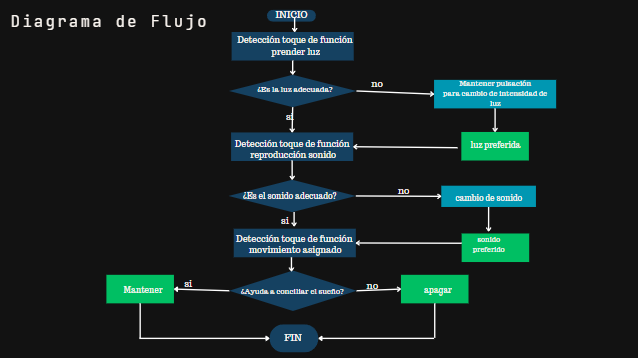 Diagrama de Flujo
INICIO
Detección toque de función
prender luz
¿Es la luz adecuada?
no
Mantener pulsación
para cambio de intensidad de
luz
si
Detección toque de función
reproducción sonido
luz preferida
¿Es el sonido adecuado?
no
cambio de sonido
si
Detección toque de función
movimiento asignado
sonido
preferido
¿Ayuda a conciliar el sueño?
si
Mantener
no
apagar
FIN